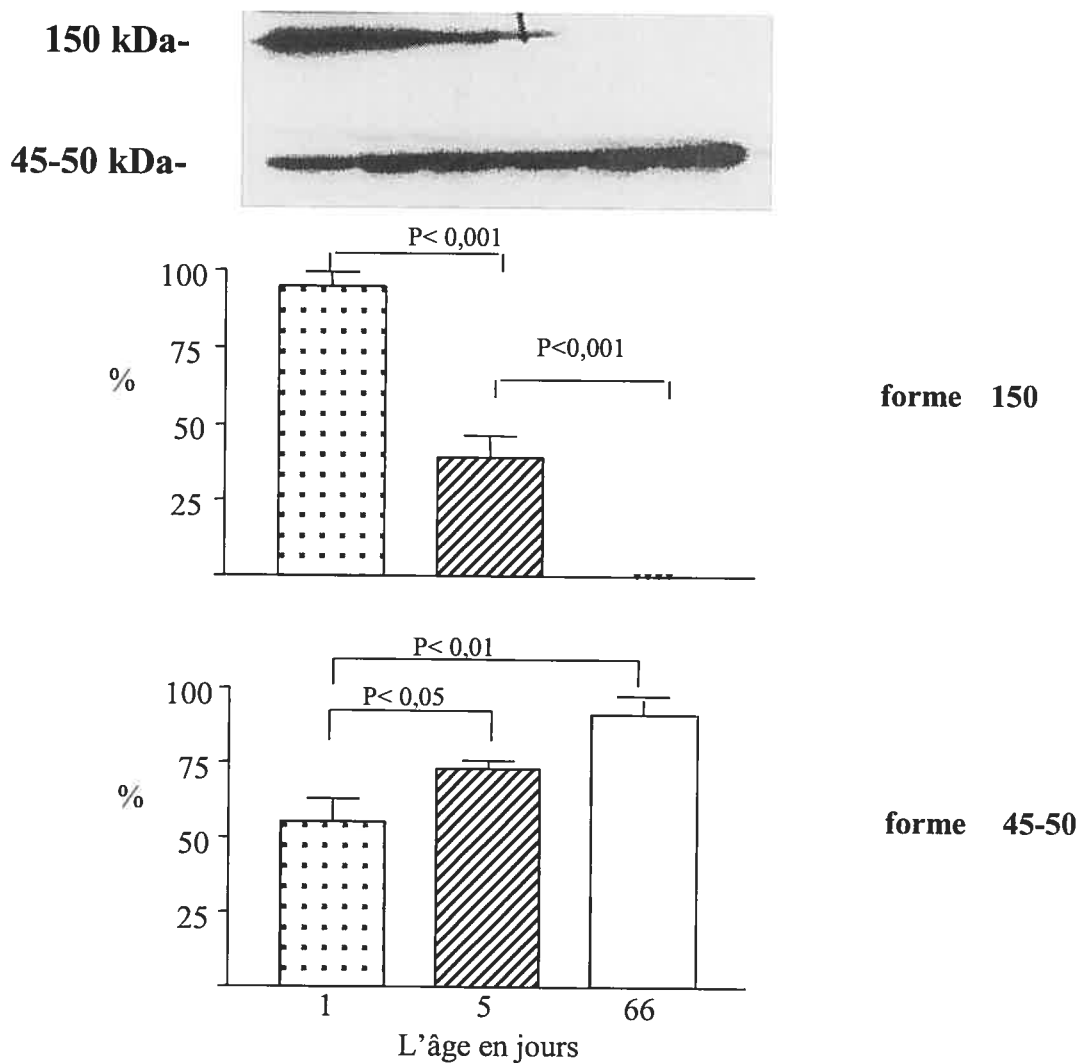 150 kDa-
45-50 kDa-
P< 0,001
100
75
P<0,001
%
forme 150
50
25
P< 0,01
100
P< 0,05
75
%
forme 45-50
50
25
1 5 66
L'âge en jours